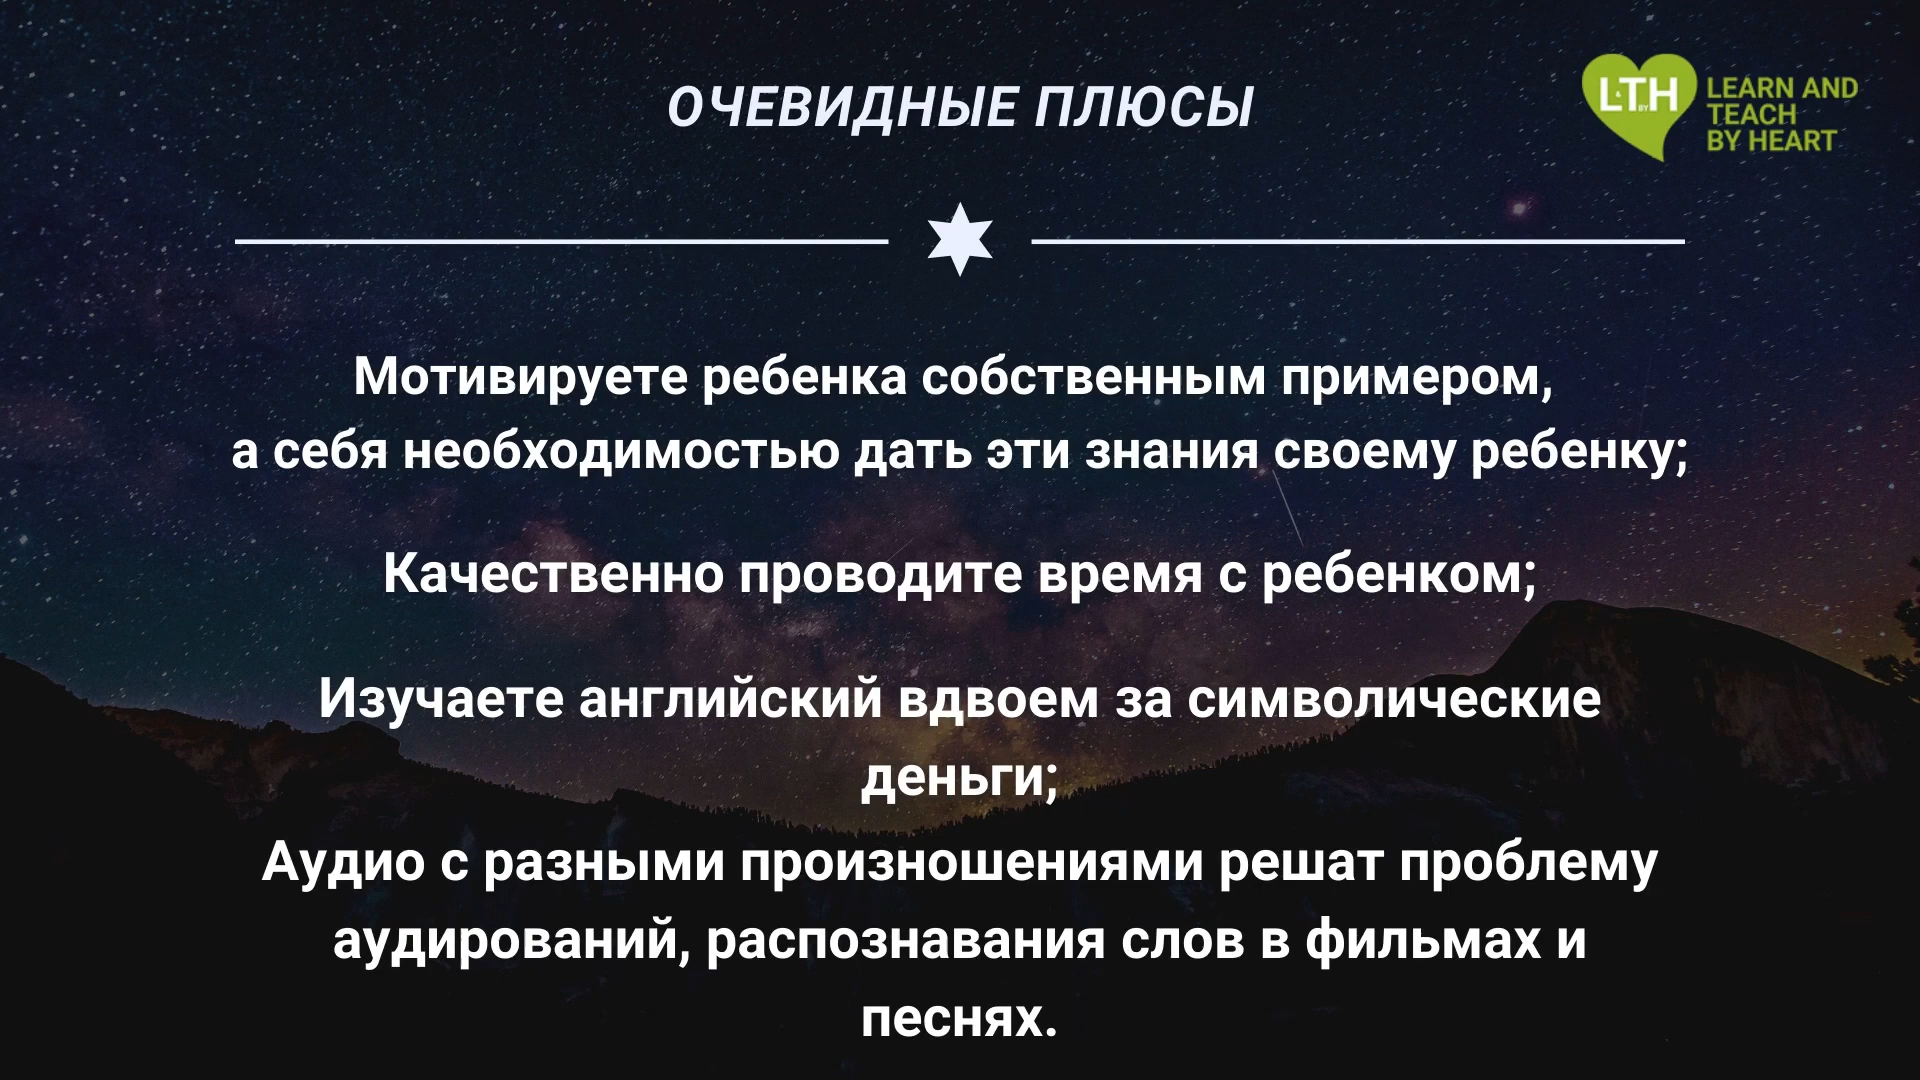 ОЧЕВИДНЫЕ ПЛЮСЫ
LTH
BY
LEARN AND
TEACH
BY HEART
Мотивируете ребенка собственным примером,
а себя необходимостью дать эти знания своему ребенку;
Качественно проводите время с ребенком;
Изучаете английский вдвоем за символические
деньги;
Аудио с разными произношениями решат проблему
аудирований, распознавания слов в фильмах и
песнях.